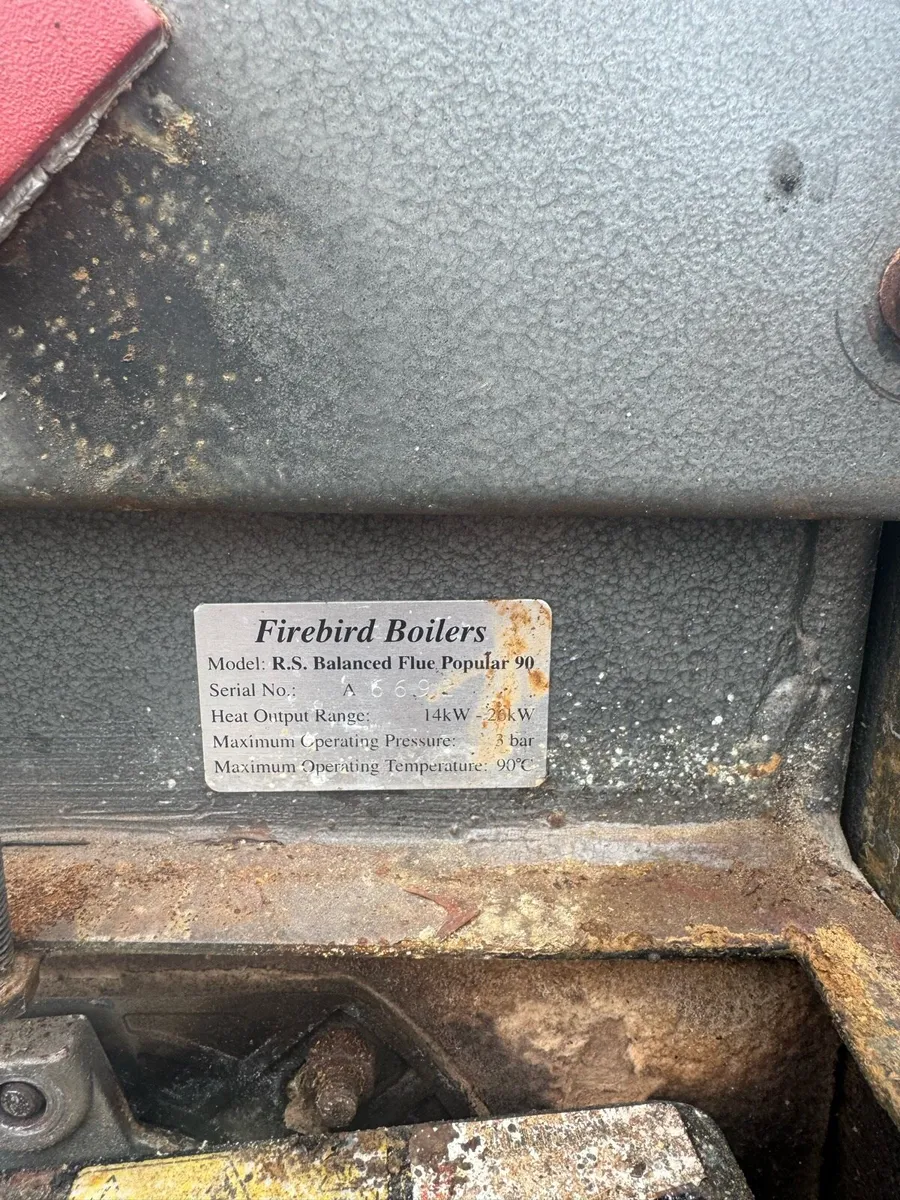 Firebird Boilers
Model: R.S. Balanced Flue Popular 90
Serial No.: A
Heat Output Range: 14kW - 26kW
Maximum Operating Pressure: 3 bar
Maximum Operating Temperature: 90°C